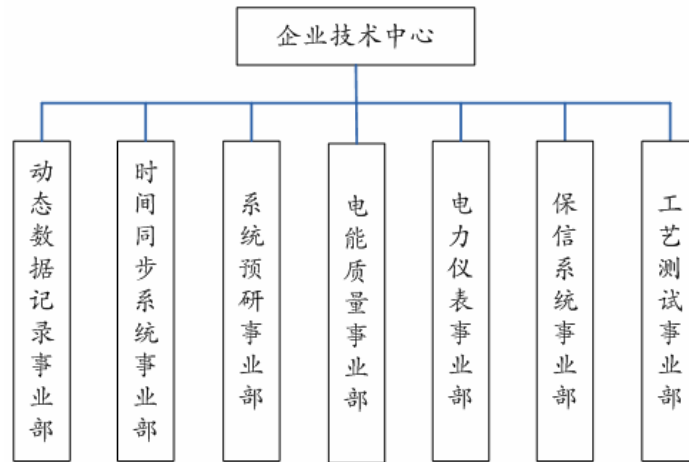 企业技术中心
动态数据记录事业部
时间同步系统事业部
系统预研事业部
电能质量事业部
电力仪表事业部
保信系统事业部
工艺测试事业部